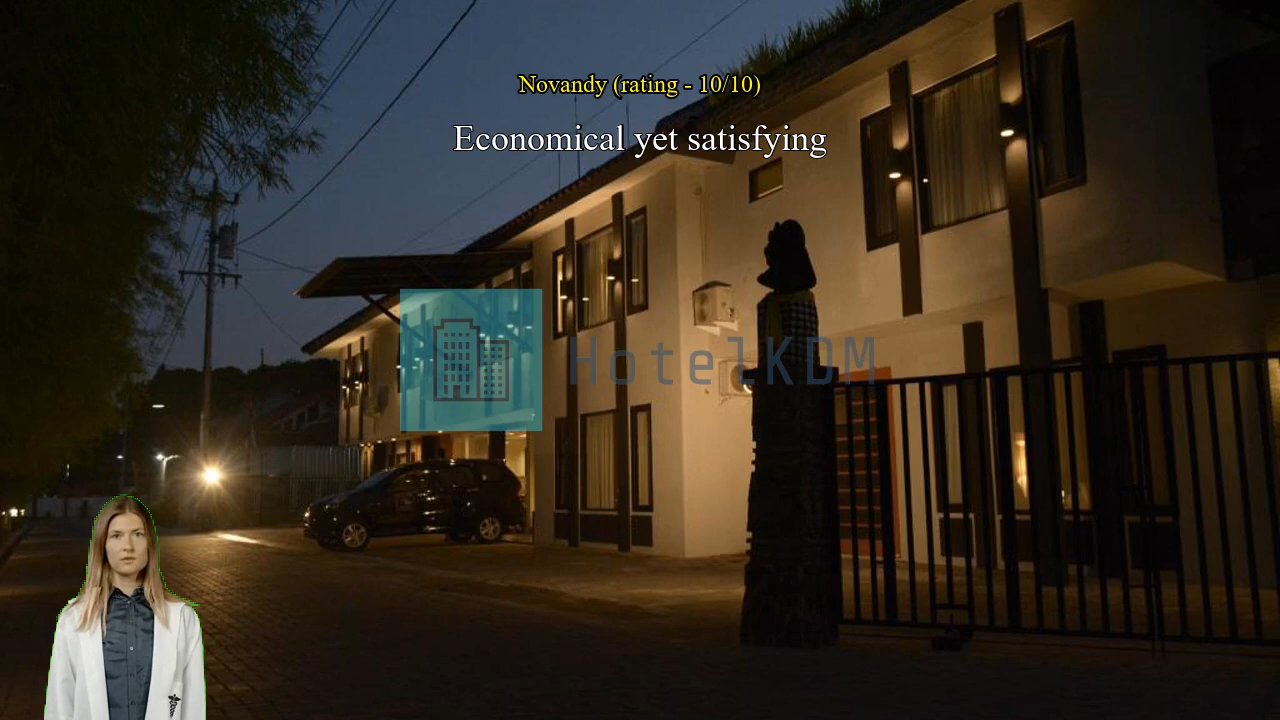 Novandy (rating - 10/10)
Economical yet satisfying
HotelKDM